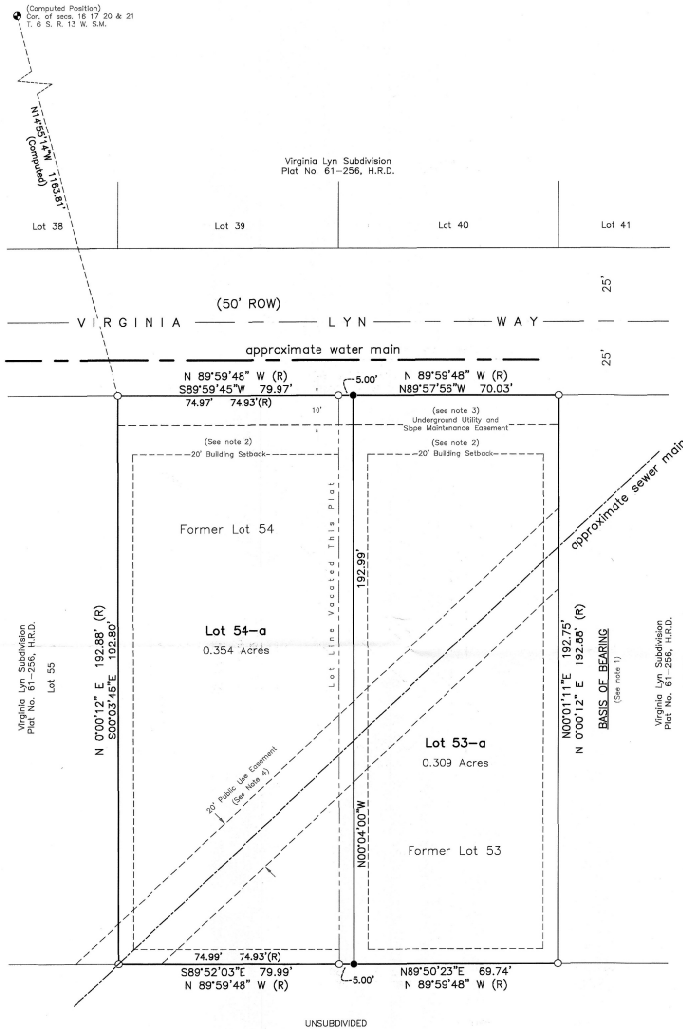 (Computed Position)
Cor. of secs. 16 17 20 & 21
T. 6 S. R. 13 W. S.M.
N14°55'14"W 1163.81'
(Computed)
Virginia Lyn Subdivision
Plat No 61-256, H.R.D.
Lot 38
Lot 39
Lot 40
Lot 41
25'
(50' ROW)
VIRGINIA LYN WAY
25'
approximate water main
N 89°59'48" W (R)
S89°59'45"W 79.97'
74.97' 74.93'(R)
5.00'
N 89°59'48" W (R)
N89°57'56"W 70.03'
10'
(see note 3)
Underground Utility and
Slope Maintenance Easement
(See note 2)
20' Building Setback
(See note 2)
20' Building Setback
approximate sewer main
Former Lot 54
Lot Line Vacated This Plat
192.99'
Lot 54-a
0.354 Acres
Virginia Lyn Subdivision
Plat No. 61-256, H.R.D.
Lot 55
N 0°00'12" E 192.88' (R)
S00°03'46"E 192.80'
N00°01'11"E 192.75'
N 0°00'12" E 192.88' (R)
BASIS OF BEARING
(See note 1)
Virginia Lyn Subdivision
Plat No. 61-256, H.R.D.
Lot 53-a
0.309 Acres
20' Public Use Easement
(See Note 4)
N00°04'00"W
Former Lot 53
74.99' 74.93'(R)
S89°52'03"E 79.99'
N 89°59'48" W (R)
5.00'
N89°50'23"E 69.74'
N 89°59'48" W (R)
UNSUBDIVIDED